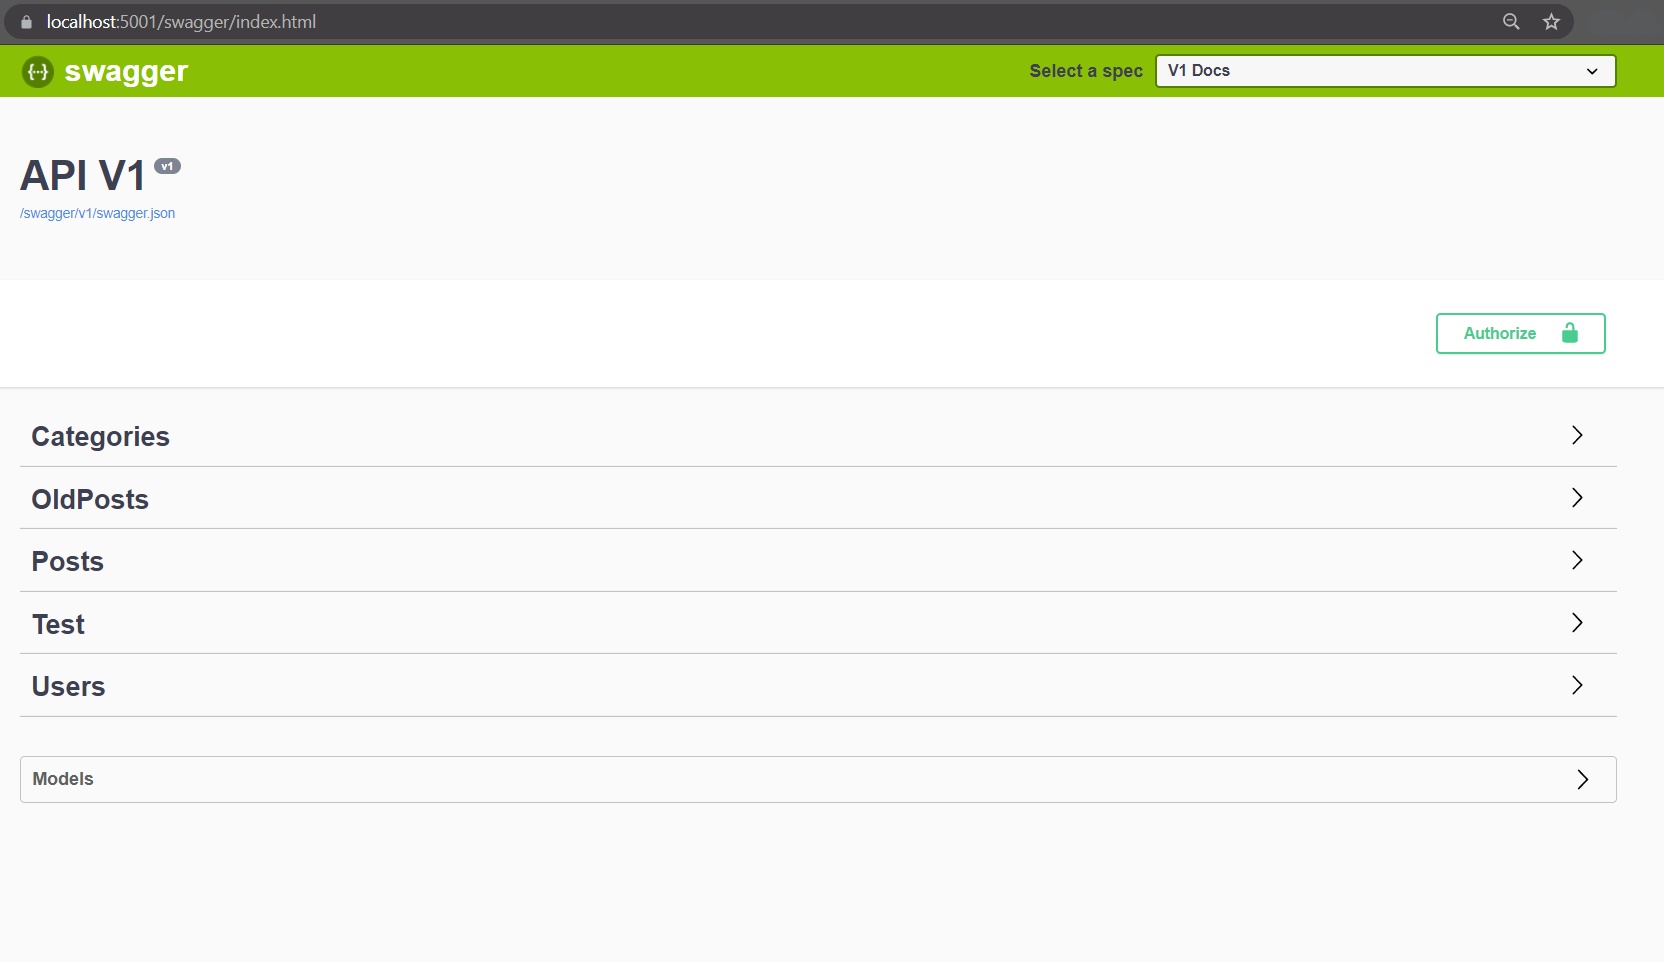 localhost:5001/swagger/index.html
{···} swagger
Select a spec V1 Docs
API V1 v1
/swagger/v1/swagger.json
Authorize
Categories
OldPosts
Posts
Test
Users
Models